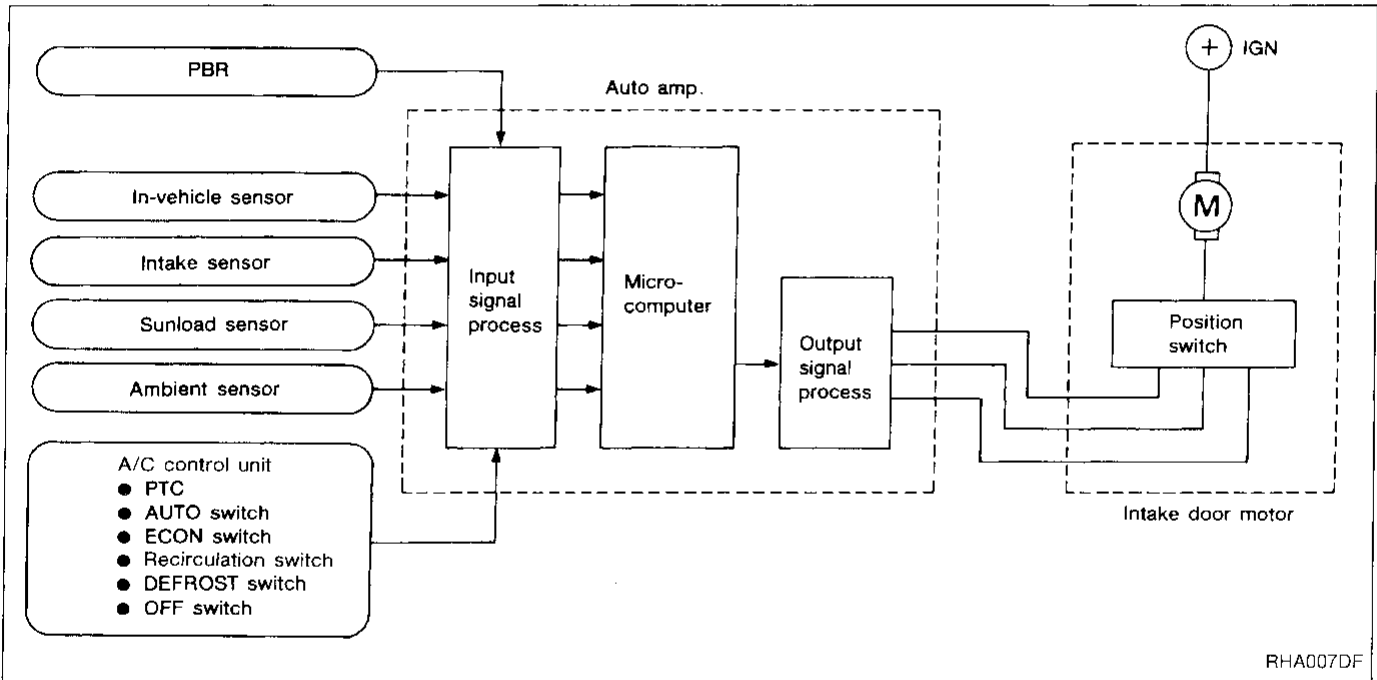 PBR
Auto amp.
IGN
In-vehicle sensor
Intake sensor
Sunload sensor
Ambient sensor
Input
signal
process
Micro-
computer
Output
signal
process
M
Position
switch
Intake door motor
A/C control unit
● PTC
● AUTO switch
● ECON switch
● Recirculation switch
● DEFROST switch
● OFF switch
RHA007DF